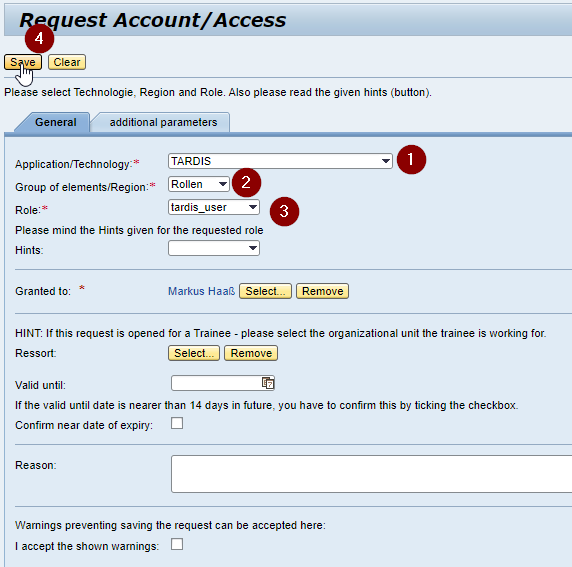 Request Account/Access
4
Save Clear
Please select Technologie, Region and Role. Also please read the given hints (button).
General additional parameters
Application/Technology:* TARDIS 1
Group of elements/Region:* Rollen 2
Role:* tardis_user 3
Please mind the Hints given for the requested role
Hints:
Granted to: * Markus Haaß Select... Remove
HINT: If this request is opened for a Trainee - please select the organizational unit the trainee is working for.
Ressort: Select... Remove
Valid until:
If the valid until date is nearer than 14 days in future, you have to confirm this by ticking the checkbox.
Confirm near date of expiry:
Reason:
Warnings preventing saving the request can be accepted here:
I accept the shown warnings: